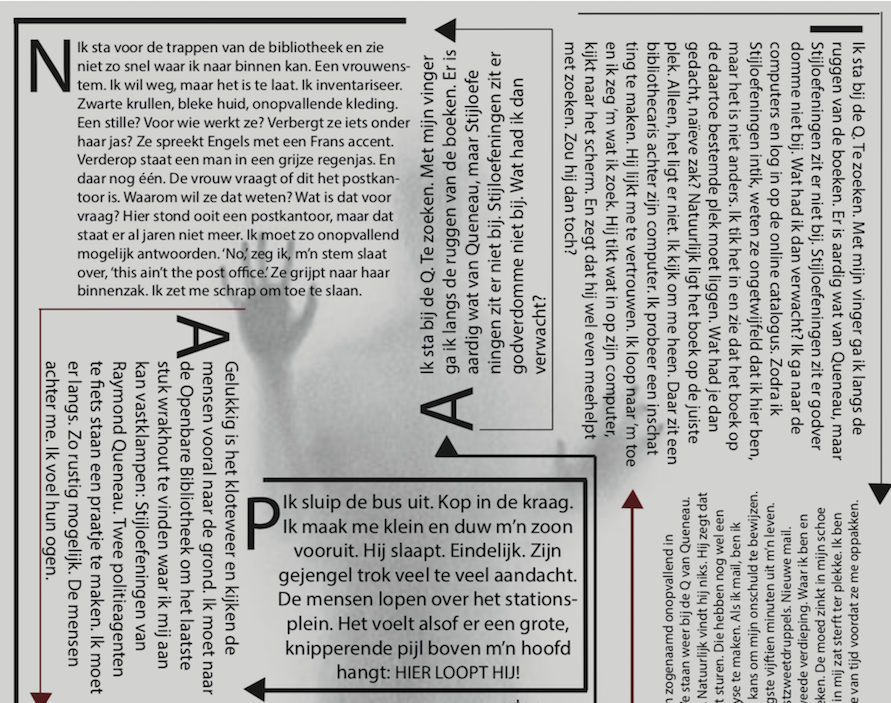 N
Ik sta voor de trappen van de bibliotheek en zie
niet zo snel waar ik naar binnen kan. Een vrouwens-
tem. Ik wil weg, maar het is te laat. Ik inventariseer.
Zwarte krullen, bleke huid, onopvallende kleding.
Een stille? Voor wie werkt ze? Verbergt ze iets onder
haar jas? Ze spreekt Engels met een Frans accent.
Verderop staat een man in een grijze regenjas. En
daar nog één. De vrouw vraagt of dit het postkan-
toor is. Waarom wil ze dat weten? Wat is dat voor
vraag? Hier stond ooit een postkantoor, maar dat
staat er al jaren niet meer. Ik moet zo onopvallend
mogelijk antwoorden. ‘No,’ zeg ik, m’n stem slaat
over, ‘this ain’t the post office.’ Ze grijpt naar haar
binnenzak. Ik zet me schrap om toe te slaan.
A
Gelukkig is het kloteweer en kijken de
mensen vooral naar de grond. Ik moet naar
de Openbare Bibliotheek om het laatste
stuk wrakhout te vinden waar ik mij aan
kan vastklampen: Stijloefeningen van
Raymond Queneau. Twee politieagenten
te fiets staan een praatje te maken. Ik moet
er langs. Zo rustig mogelijk. De mensen
achter me. Ik voel hun ogen.
P
Ik sluip de bus uit. Kop in de kraag.
Ik maak me klein en duw m’n zoon
vooruit. Hij slaapt. Eindelijk. Zijn
gejengel trok veel te veel aandacht.
De mensen lopen over het stations-
plein. Het voelt alsof er een grote,
knipperende pijl boven m’n hoofd
hangt: HIER LOOPT HIJ!
A
Ik sta bij de Q. Te zoeken. Met mijn vinger
ga ik langs de ruggen van de boeken. Er is
aardig wat van Queneau, maar Stijloefe
ningen zit er niet bij. Stijloefeningen zit er
godverdomme niet bij. Wat had ik dan
verwacht?
I
Ik sta bij de Q. Te zoeken. Met mijn vinger ga ik langs de
ruggen van de boeken. Er is aardig wat van Queneau, maar
Stijloefeningen zit er niet bij. Stijloefeningen zit er godver
domme niet bij. Wat had ik dan verwacht? Ik ga naar de
computers en log in op de online catalogus. Zodra ik
Stijloefeningen intik, weten ze ongetwijfeld dat ik hier ben,
maar het is niet anders. Ik tik het in en zie dat het boek op
de daartoe bestemde plek moet liggen. Wat had je dan
gedacht, naïeve zak? Natuurlijk ligt het boek op de juiste
plek. Alleen, het ligt er niet. Ik kijk om me heen. Daar zit een
bibliothecaris achter zijn computer. Ik probeer een inschat
ting te maken. Hij lijkt me te vertrouwen. Ik loop naar ’m toe
en ik zeg ’m wat ik zoek. Hij tikt wat in op zijn computer,
kijkt naar het scherm. En zegt dat hij wel even meehelpt
met zoeken. Zou hij dan toch?
n zogenaamd onopvallend in
e staan weer bij de Q van Queneau.
. Natuurlijk vindt hij niks. Hij zegt dat
t sturen. Die hebben nog wel een
yse te maken. Als ik mail, ben ik
kans om mijn onschuld te bewijzen.
gste vijftien minuten uit m’n leven.
stzweetdruppels. Nieuwe mail.
weede verdieping. Waar ik ben en
eken. De moed zinkt in mijn schoe
in mij zat sterft ter plekke. Ik ben
e van tijd voordat ze me oppakken.